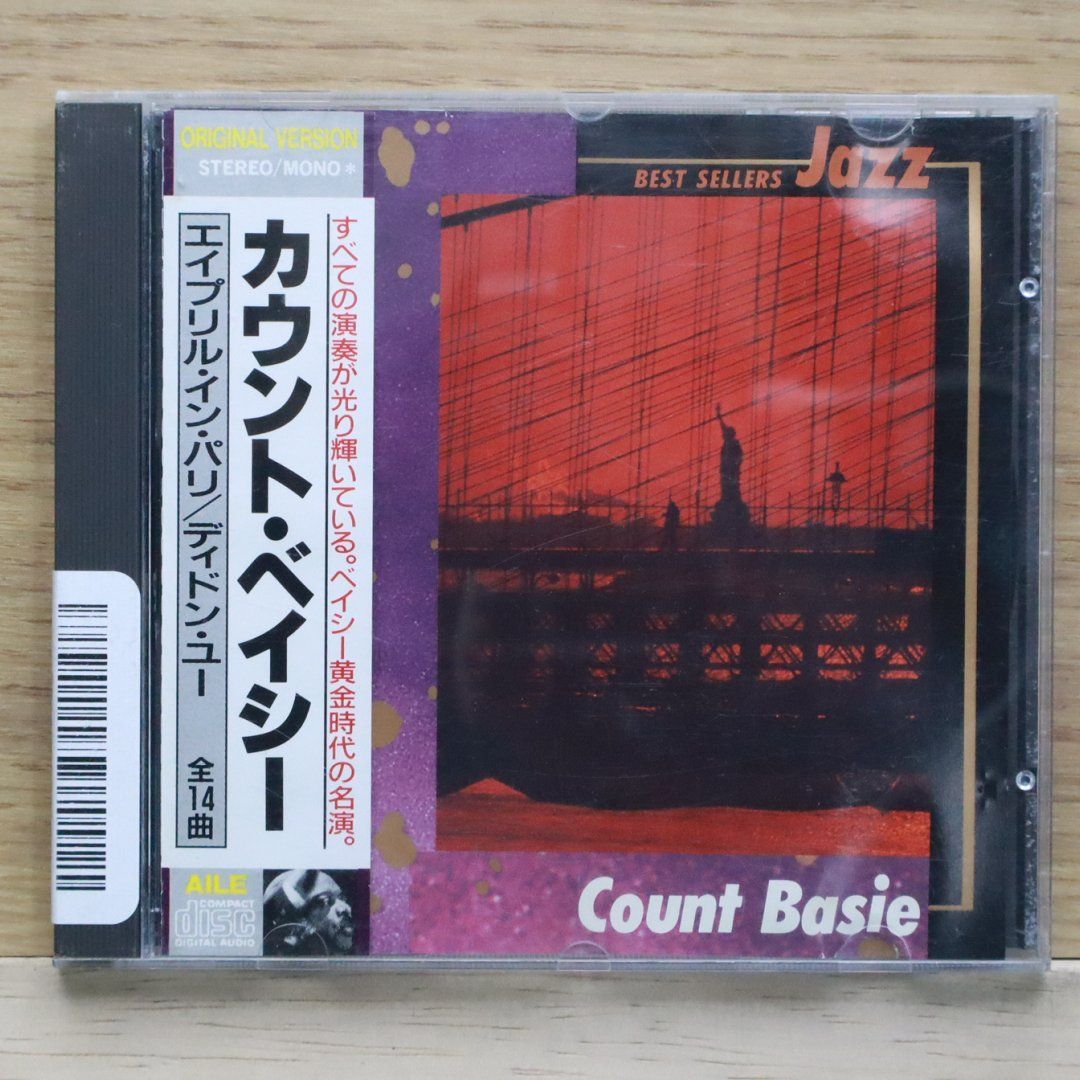 ORIGINAL VERSION
STEREO/MONO*
すべての演奏が光り輝いている。ベイシー黄金時代の名演。
カウント・ベイシー
エイプリル・イン・パリ/ディドン・ユー 全14曲
AILE
COMPACT
disc
DIGITAL AUDIO
BEST SELLERS Jazz
Count Basie